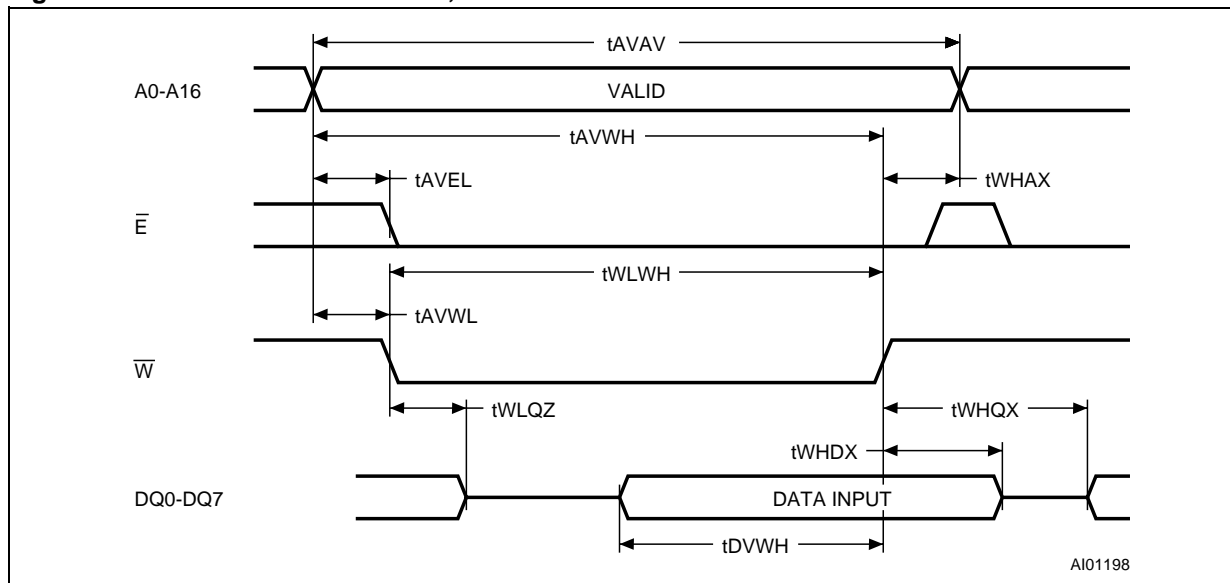 tAVAV
A0-A16
VALID
tAVWH
tAVEL
tWHAX
E̅
tWLWH
tAVWL
W̅
tWLQZ
tWHQX
tWHDX
DQ0-DQ7
DATA INPUT
tDVWH
AI01198